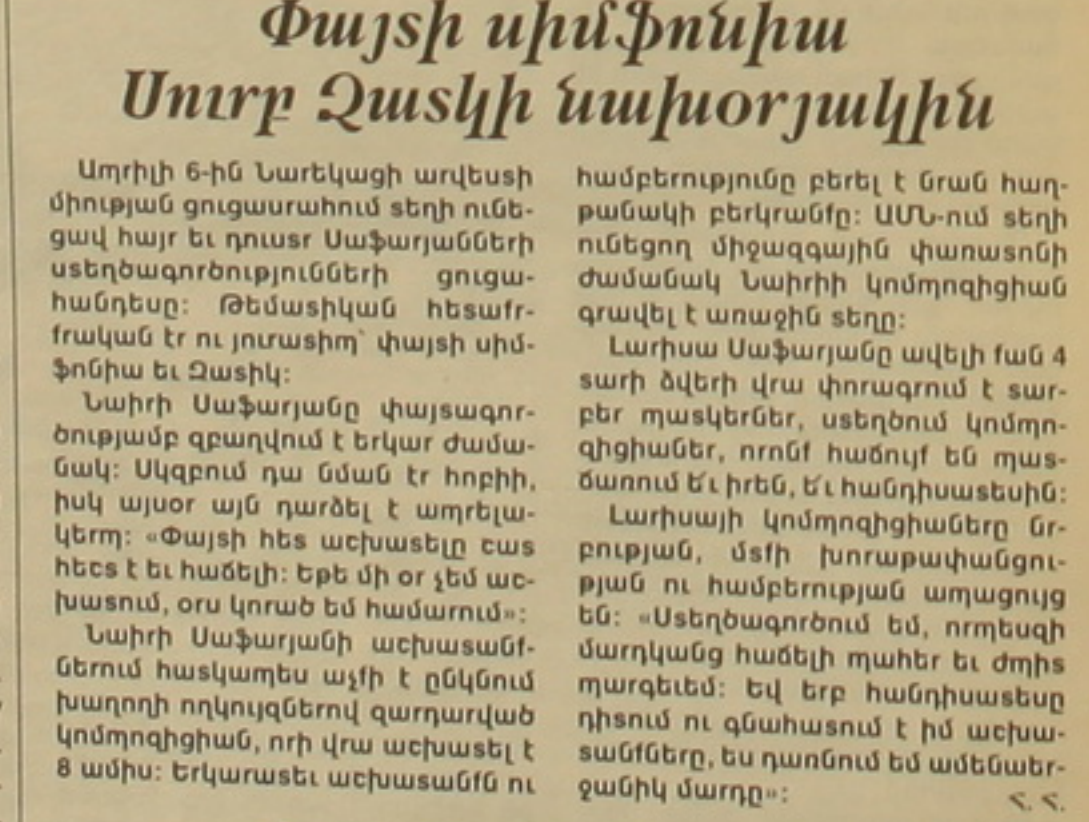 Փայտի սիմֆոնիա
Սուրբ Զատկի նախօրյակին
Ապրիլի 6-ին Նարեկացի արվեստի
միության ցուցասրահում տեղի ունե-
ցավ հայր եւ դուստր Սաֆարյանների
ստեղծագործությունների ցուցա-
հանդեսը: Թեմատիկան հետաքր-
քրական էր ու յուրատիպ՝ փայտի սիմ-
ֆոնիա եւ Զատիկ:
Նաիրի Սաֆարյանը փայտագոր-
ծությամբ զբաղվում է երկար ժամա-
նակ: Սկզբում դա նման էր հոբիի,
իսկ այսօր այն դարձել է ապրելա-
կերպ: «Փայտի հետ աշխատելը շատ
հեշտ է եւ հաճելի: Եթե մի օր չեմ աշ-
խատում, օրս կորած եմ համարում»:
Նաիրի Սաֆարյանի աշխատանք-
ներում հատկապես աչքի է ընկնում
խաղողի ողկույզներով զարդարված
կոմպոզիցիան, որի վրա աշխատել է
8 ամիս: Երկարատեւ աշխատանքն ու
համբերությունը բերել է նրան հաղ-
թանակի բերկրանքը: ԱՄՆ-ում տեղի
ունեցող միջազգային փառատոնի
ժամանակ Նաիրիի կոմպոզիցիան
գրավել է առաջին տեղը:
Լարիսա Սաֆարյանը ավելի քան 4
տարի ձվերի վրա փորագրում է տար-
բեր պատկերներ, ստեղծում կոմպո-
զիցիաներ, որոնք հաճույք են պատ-
ճառում ե՛ւ իրեն, ե՛ւ հանդիսատեսին:
Լարիսայի կոմպոզիցիաները նր-
բության, մտքի խորաթափանցու-
թյան ու համբերության ապացույց
են: «Ստեղծագործում եմ, որպեսզի
մարդկանց հաճելի պահեր եւ ժպիտ
պարգեւեմ: Եվ երբ հանդիսատեսը
դիտում ու գնահատում է իմ աշխա-
տանքները, ես դառնում եմ ամենաեր-
ջանիկ մարդը»:
Հ. Հ.